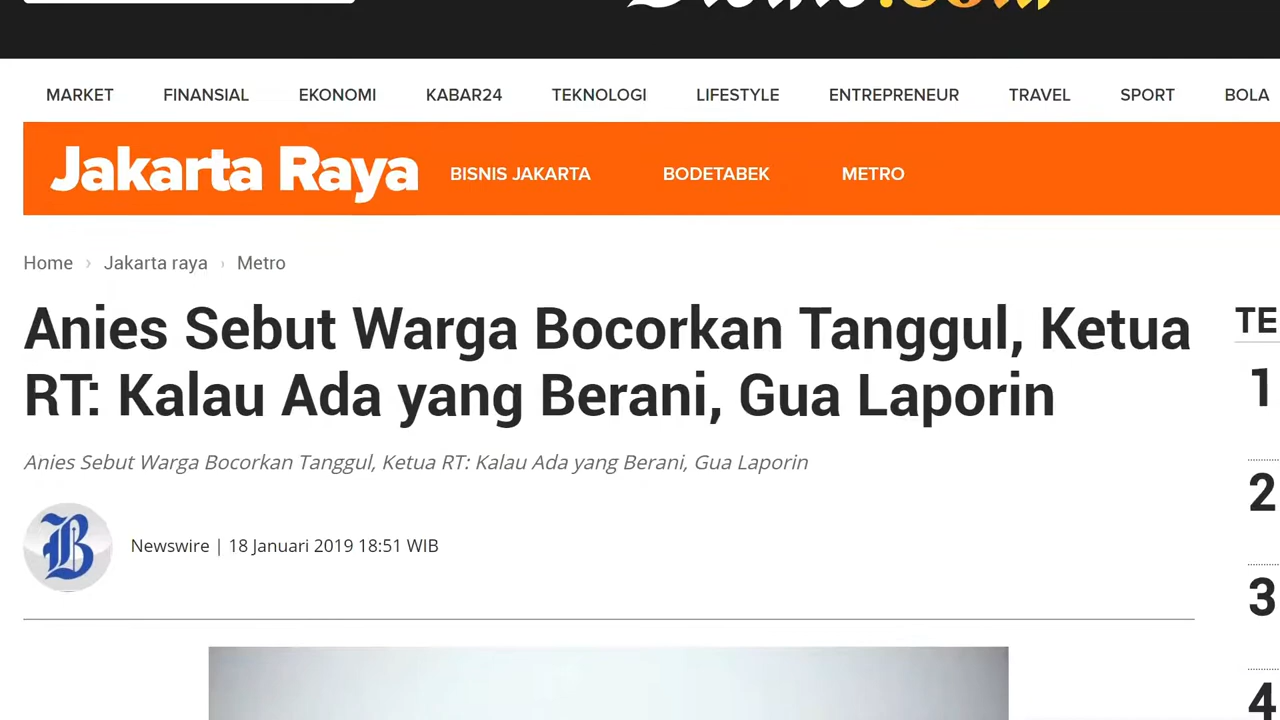 MARKET FINANSIAL EKONOMI KABAR24 TEKNOLOGI LIFESTYLE ENTREPRENEUR TRAVEL SPORT BOLA
Jakarta Raya BISNIS JAKARTA BODETABEK METRO
Home › Jakarta raya › Metro
Anies Sebut Warga Bocorkan Tanggul, Ketua
RT: Kalau Ada yang Berani, Gua Laporin
Anies Sebut Warga Bocorkan Tanggul, Ketua RT: Kalau Ada yang Berani, Gua Laporin
B
Newswire | 18 Januari 2019 18:51 WIB
TE
1
2
3
4